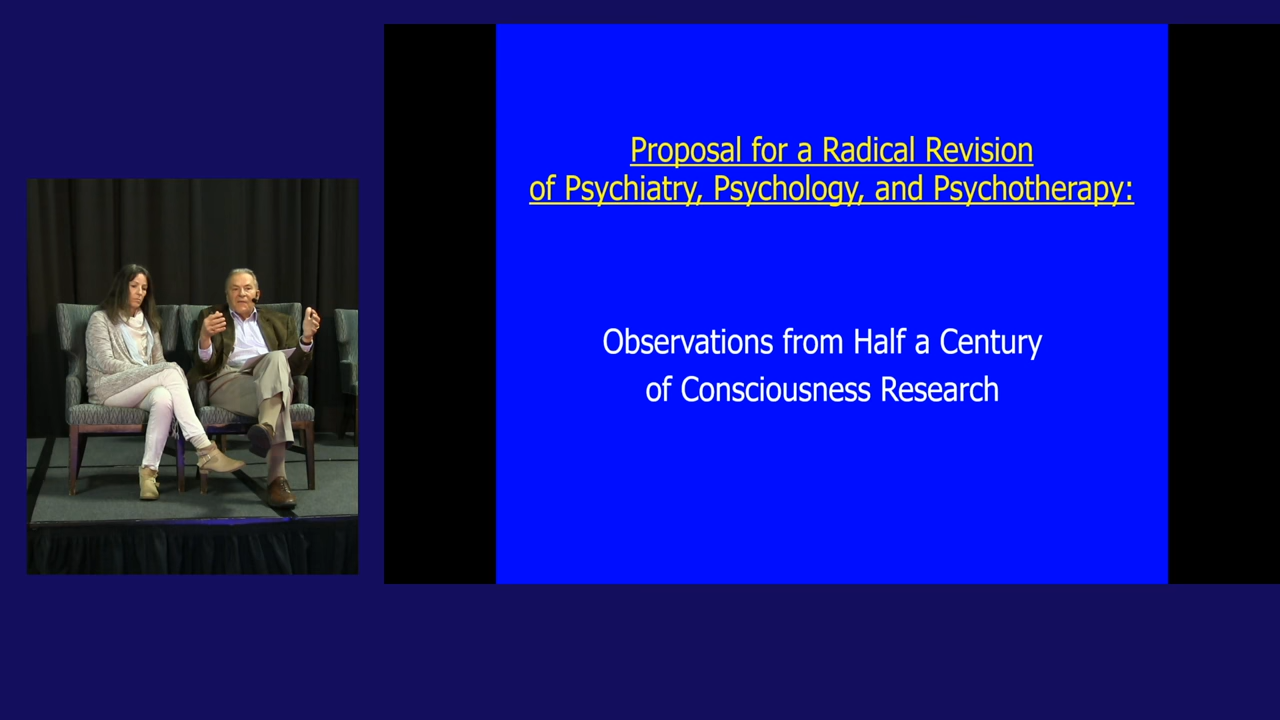 Proposal for a Radical Revision
of Psychiatry, Psychology, and Psychotherapy:
Observations from Half a Century
of Consciousness Research